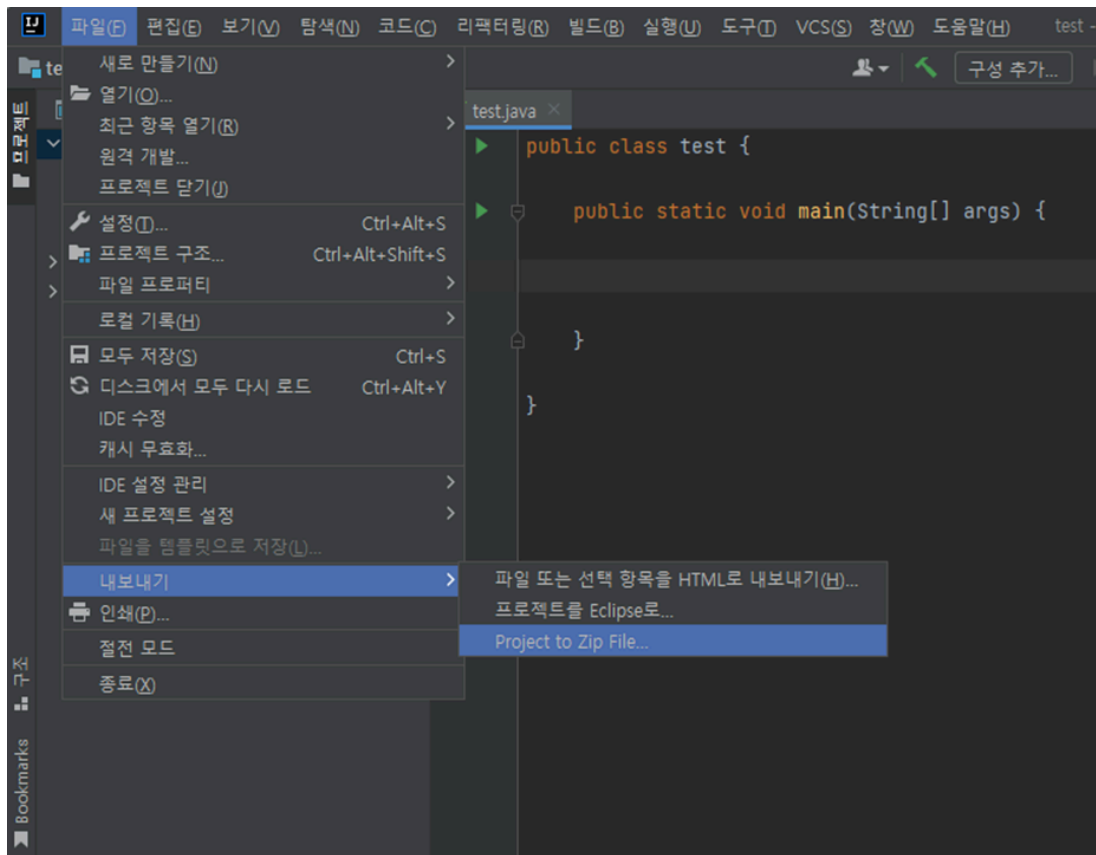 IJ 파일(F) 편집(E) 보기(V) 탐색(N) 코드(C) 리팩터링(R) 빌드(B) 실행(U) 도구(T) VCS(S) 창(W) 도움말(H) test -
te
구성 추가...
프로젝트
test.java
새로 만들기(N)
열기(O)...
최근 항목 열기(R)
원격 개발...
프로젝트 닫기(J)
설정(T)... Ctrl+Alt+S
프로젝트 구조... Ctrl+Alt+Shift+S
파일 프로퍼티
로컬 기록(H)
모두 저장(S) Ctrl+S
디스크에서 모두 다시 로드 Ctrl+Alt+Y
IDE 수정
캐시 무효화...
IDE 설정 관리
새 프로젝트 설정
파일을 템플릿으로 저장(L)...
내보내기
인쇄(P)...
절전 모드
종료(X)
파일 또는 선택 항목을 HTML로 내보내기(H)...
프로젝트를 Eclipse로...
Project to Zip File...
public class test {
public static void main(String[] args) {
}
}
구조
Bookmarks